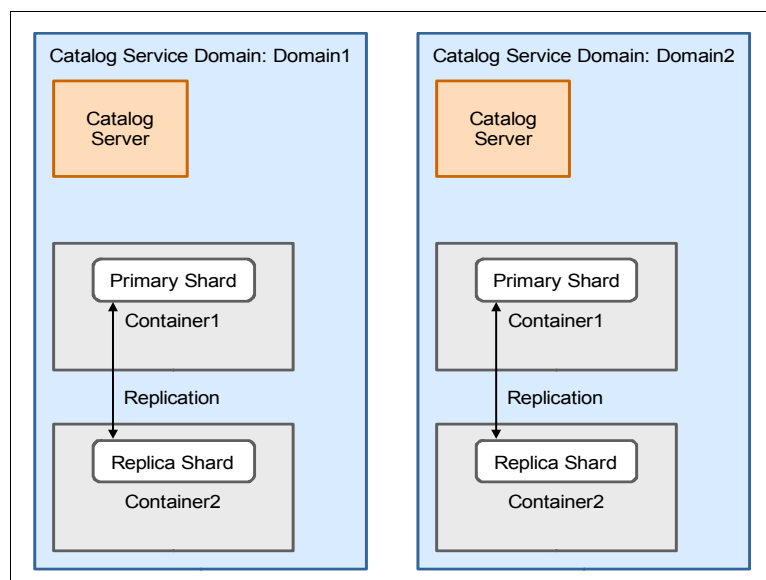 Catalog Service Domain: Domain1
Catalog
Server
Primary Shard
Container1
Replication
Replica Shard
Container2
Catalog Service Domain: Domain2
Catalog
Server
Primary Shard
Container1
Replication
Replica Shard
Container2